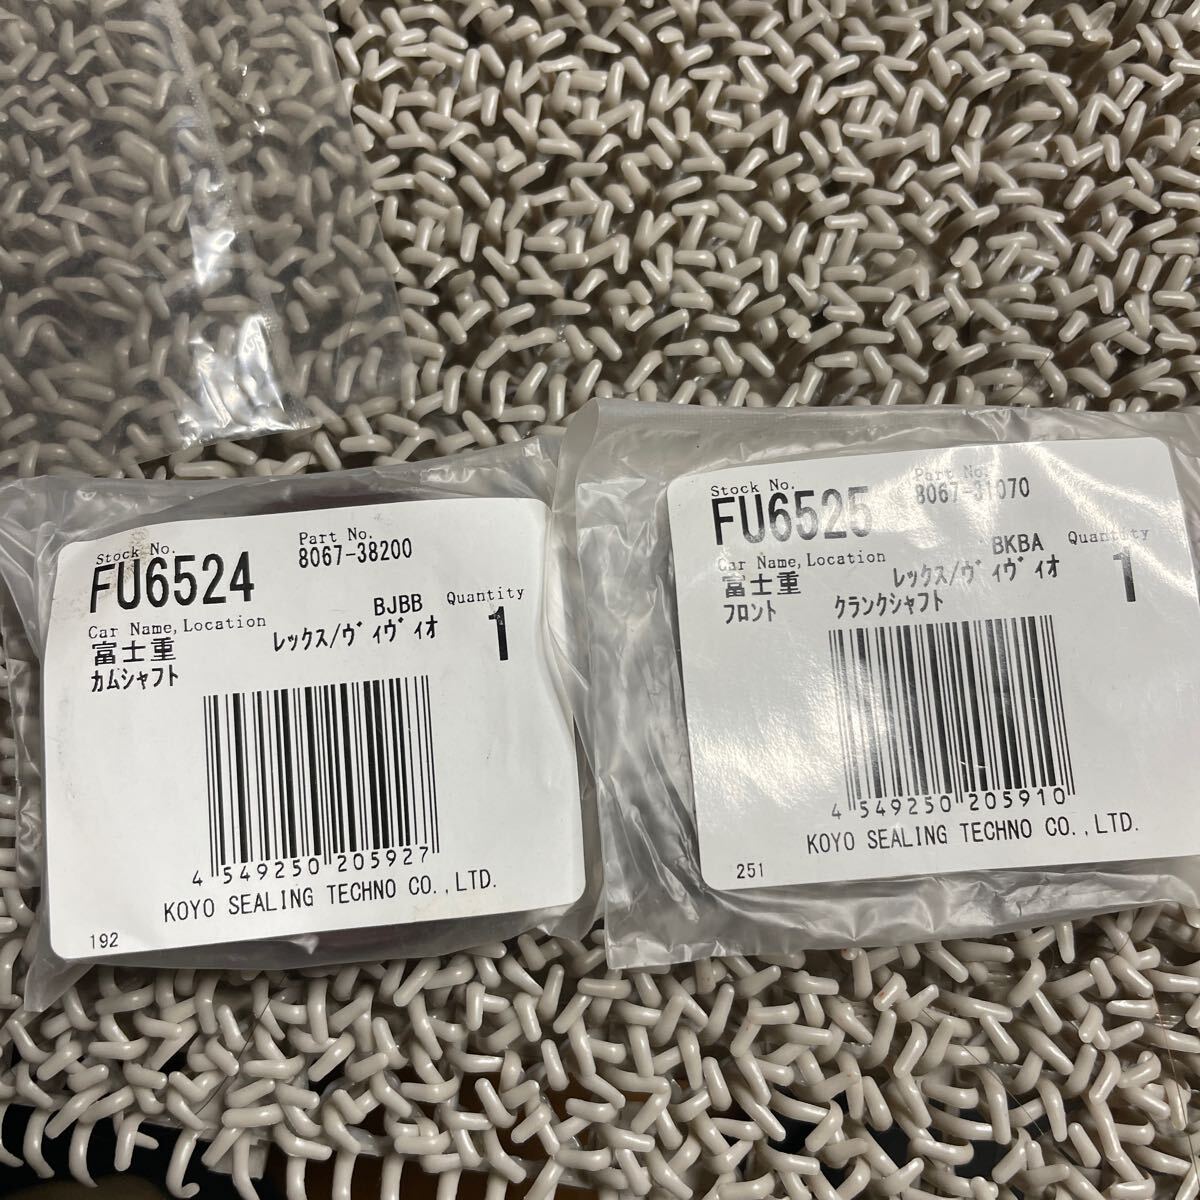 Stock No.
FU6524
Part No.
8067-38200
BJBB
Car Name,Location
富士重
レックス/ヴィヴィオ
カムシャフト
Quantity
1
4 549250 205927
KOYO SEALING TECHNO CO.,LTD.
192
Stock No.
FU6525
Part No.
8067-31070
BKBA
Car Name,Location
富士重
レックス/ヴィヴィオ
フロント クランクシャフト
Quantity
1
4 549250 205910
KOYO SEALING TECHNO CO.,LTD.
251